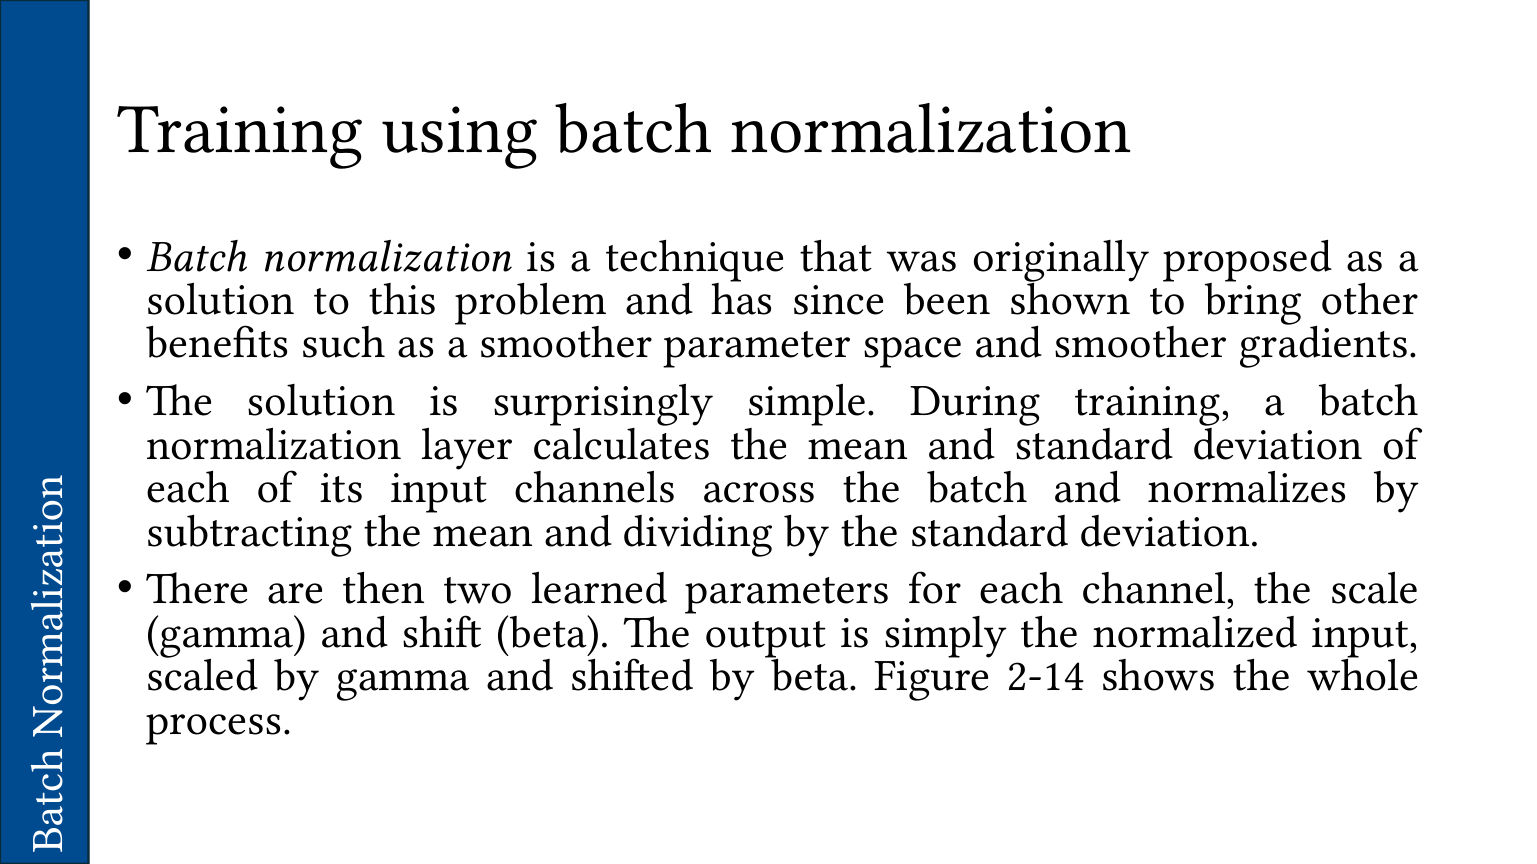 Training using batch normalization
• Batch normalization is a technique that was originally proposed as a
solution to this problem and has since been shown to bring other
benefits such as a smoother parameter space and smoother gradients.
• The solution is surprisingly simple. During training, a batch
normalization layer calculates the mean and standard deviation of
each of its input channels across the batch and normalizes by
subtracting the mean and dividing by the standard deviation.
• There are then two learned parameters for each channel, the scale
(gamma) and shift (beta). The output is simply the normalized input,
scaled by gamma and shifted by beta. Figure 2-14 shows the whole
process.
Batch Normalization